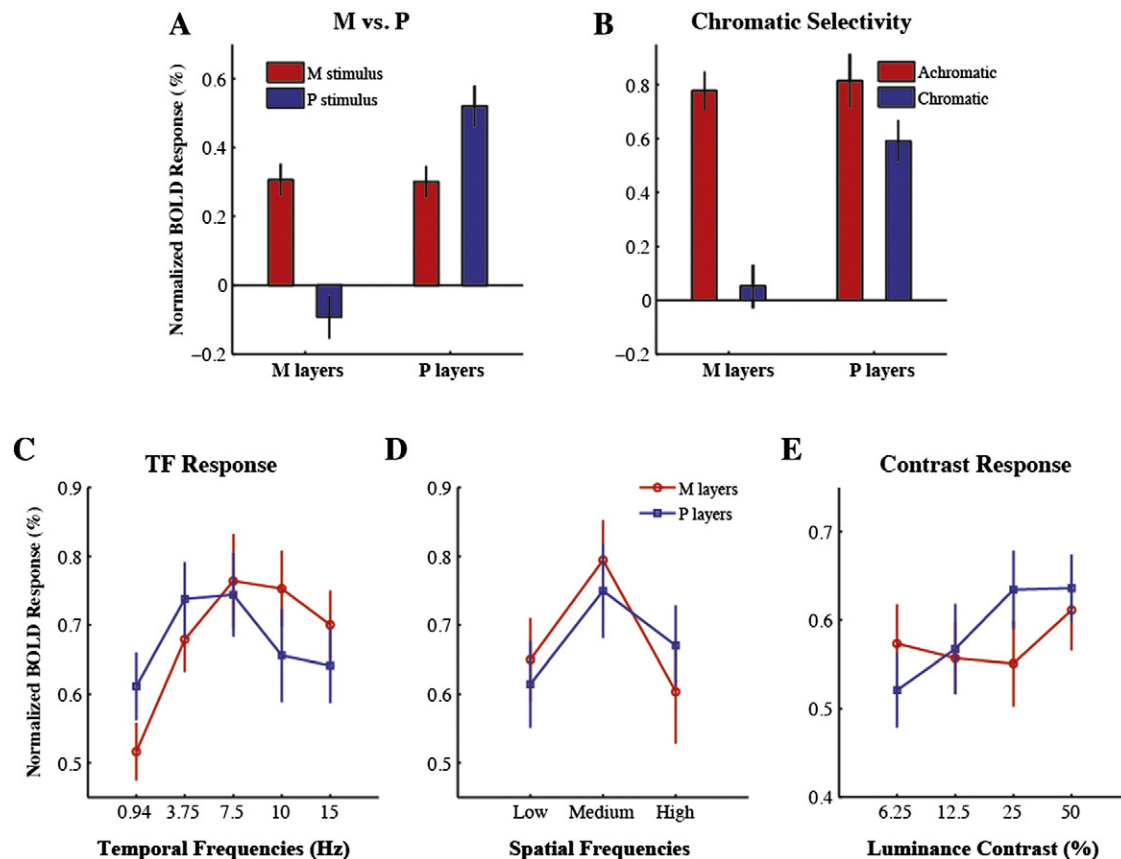 A
M vs. P
Normalized BOLD Response (%)
0.6
0.4
0.2
0
−0.2
M stimulus
P stimulus
M layers
P layers
B
Chromatic Selectivity
0.8
0.6
0.4
0.2
0
−0.2
Achromatic
Chromatic
M layers
P layers
C
TF Response
Normalized BOLD Response (%)
0.9
0.8
0.7
0.6
0.5
0.94 3.75 7.5 10 15
Temporal Frequencies (Hz)
D
0.9
0.8
0.7
0.6
0.5
M layers
P layers
Low Medium High
Spatial Frequencies
E
Contrast Response
0.7
0.6
0.5
0.4
6.25 12.5 25 50
Luminance Contrast (%)